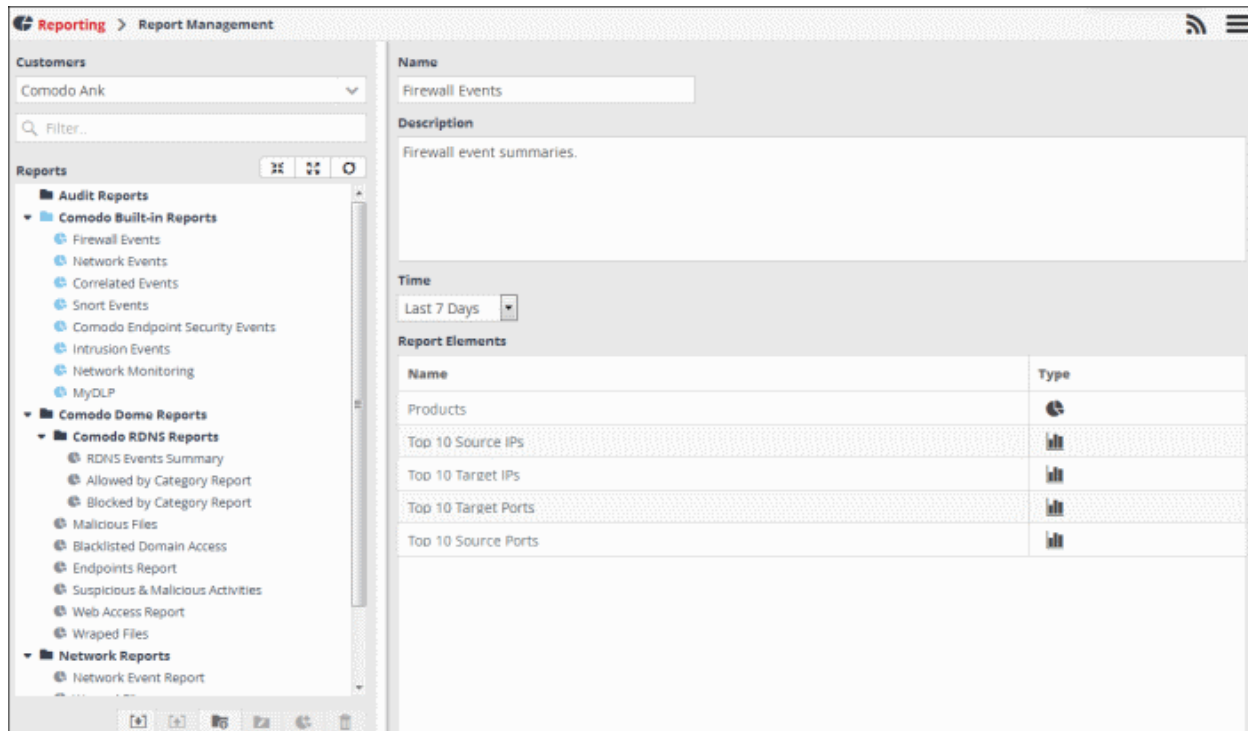 Reporting > Report Management
Customers
Comodo Ank
Filter..
Reports
Audit Reports
Comodo Built-in Reports
Firewall Events
Network Events
Correlated Events
Snort Events
Comodo Endpoint Security Events
Intrusion Events
Network Monitoring
MyDLP
Comodo Dome Reports
Comodo RDNS Reports
RDNS Events Summary
Allowed by Category Report
Blocked by Category Report
Malicious Files
Blacklisted Domain Access
Endpoints Report
Suspicious & Malicious Activities
Web Access Report
Wraped Files
Network Reports
Network Event Report
Name
Firewall Events
Description
Firewall event summaries.
Time
Last 7 Days
Report Elements
Name Type
Products
Top 10 Source IPs
Top 10 Target IPs
Top 10 Target Ports
Top 10 Source Ports